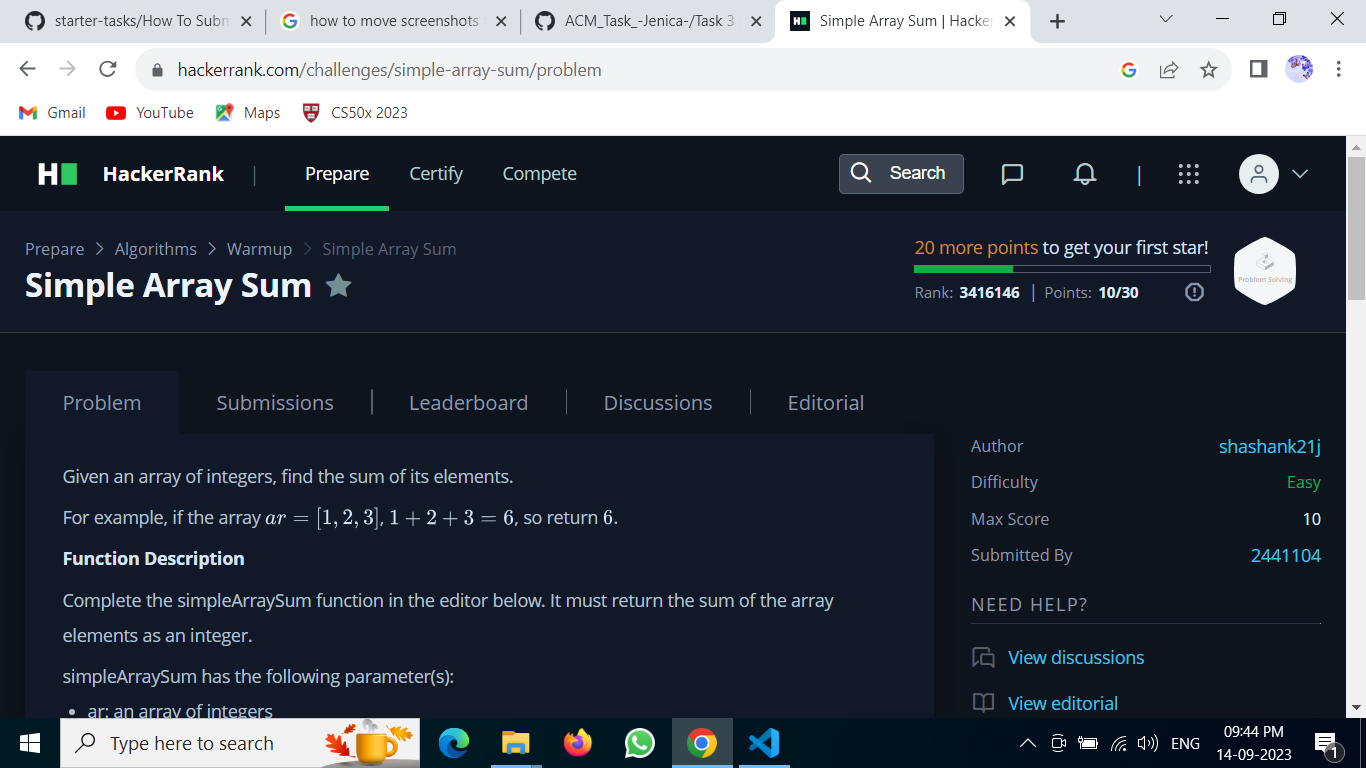 starter-tasks/How To Subm
how to move screenshots
ACM_Task_-Jenica-/Task 3
Simple Array Sum | Hacker
hackerrank.com/challenges/simple-array-sum/problem
Gmail
YouTube
Maps
CS50x 2023
HackerRank
Prepare
Certify
Compete
Search
Prepare > Algorithms > Warmup > Simple Array Sum
Simple Array Sum
20 more points to get your first star!
Rank: 3416146 | Points: 10/30
Problem Solving
Problem
Submissions
Leaderboard
Discussions
Editorial
Given an array of integers, find the sum of its elements.
For example, if the array ar = [1, 2, 3], 1 + 2 + 3 = 6, so return 6.
Function Description
Complete the simpleArraySum function in the editor below. It must return the sum of the array
elements as an integer.
simpleArraySum has the following parameter(s):
• ar: an array of integers
Author shashank21j
Difficulty Easy
Max Score 10
Submitted By 2441104
NEED HELP?
View discussions
View editorial
Type here to search
ENG
09:44 PM
14-09-2023
1